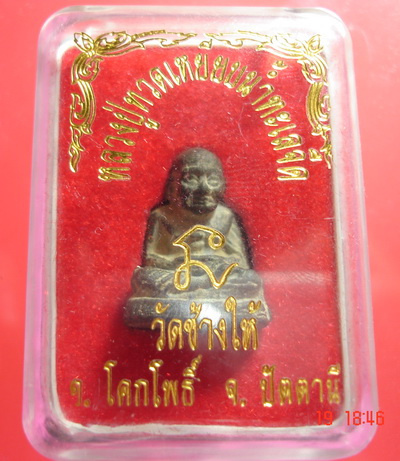 หลวงปู่ทวดเหยียบน้ำทะเลจืด
วัดช้างให้
อ. โคกโพธิ์ จ. ปัตตานี
19 18:46